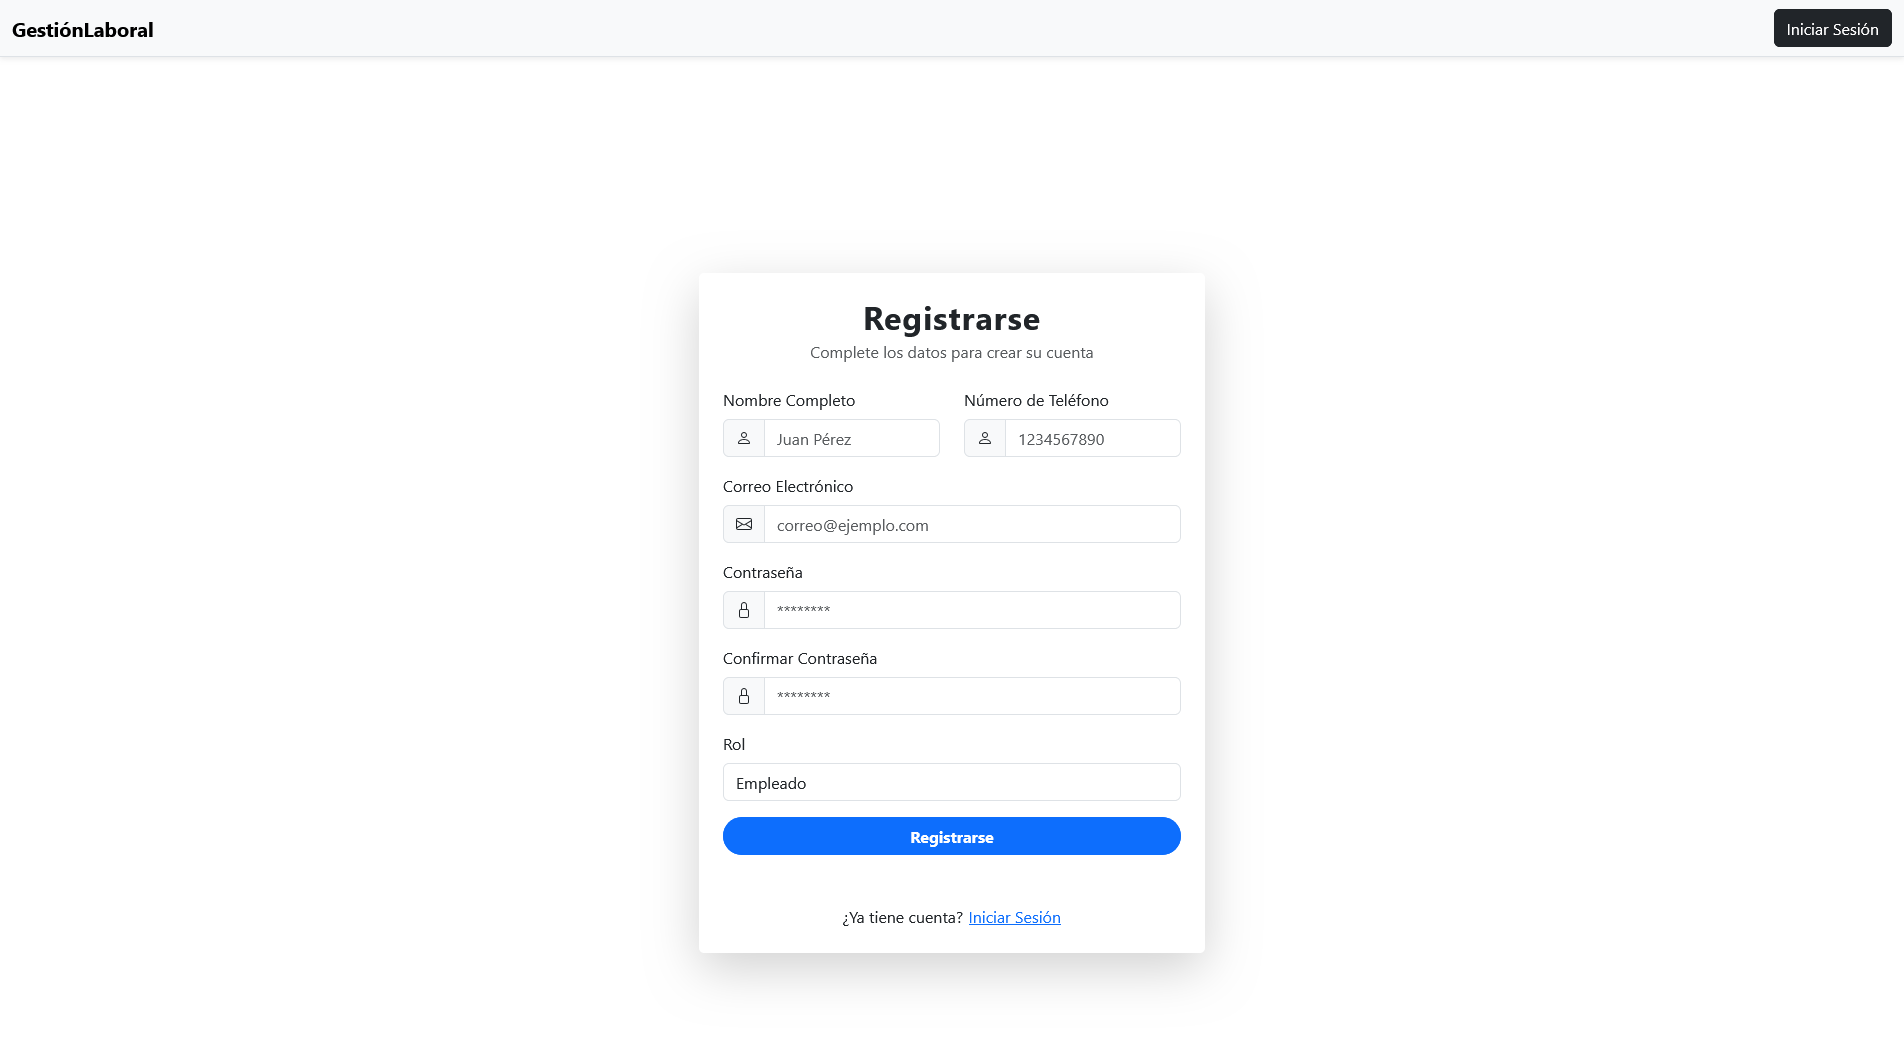 GestiónLaboral
Iniciar Sesión
Registrarse
Complete los datos para crear su cuenta
Nombre Completo
Número de Teléfono
Juan Pérez
1234567890
Correo Electrónico
correo@ejemplo.com
Contraseña
********
Confirmar Contraseña
********
Rol
Empleado
Registrarse
¿Ya tiene cuenta? Iniciar Sesión